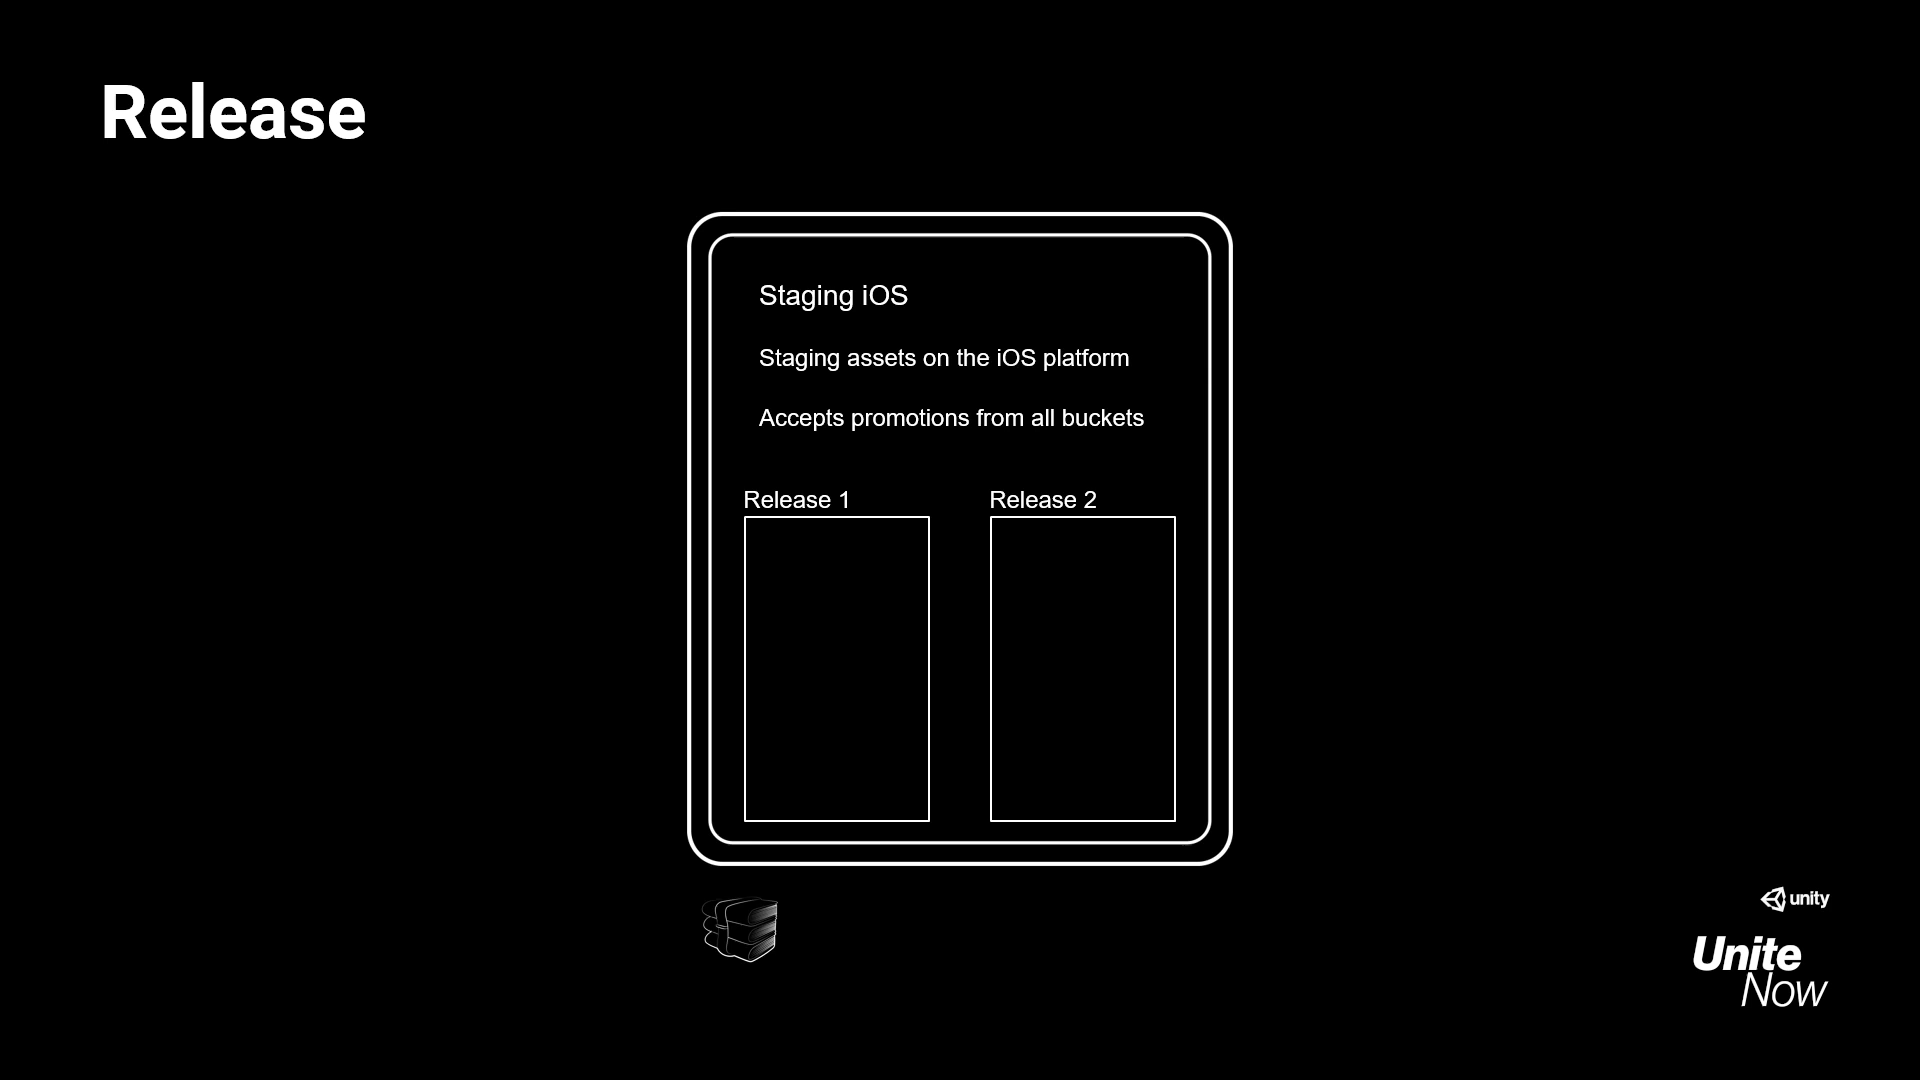 Release
Staging iOS
Staging assets on the iOS platform
Accepts promotions from all buckets
Release 1
Release 2
unity
Unite
Now